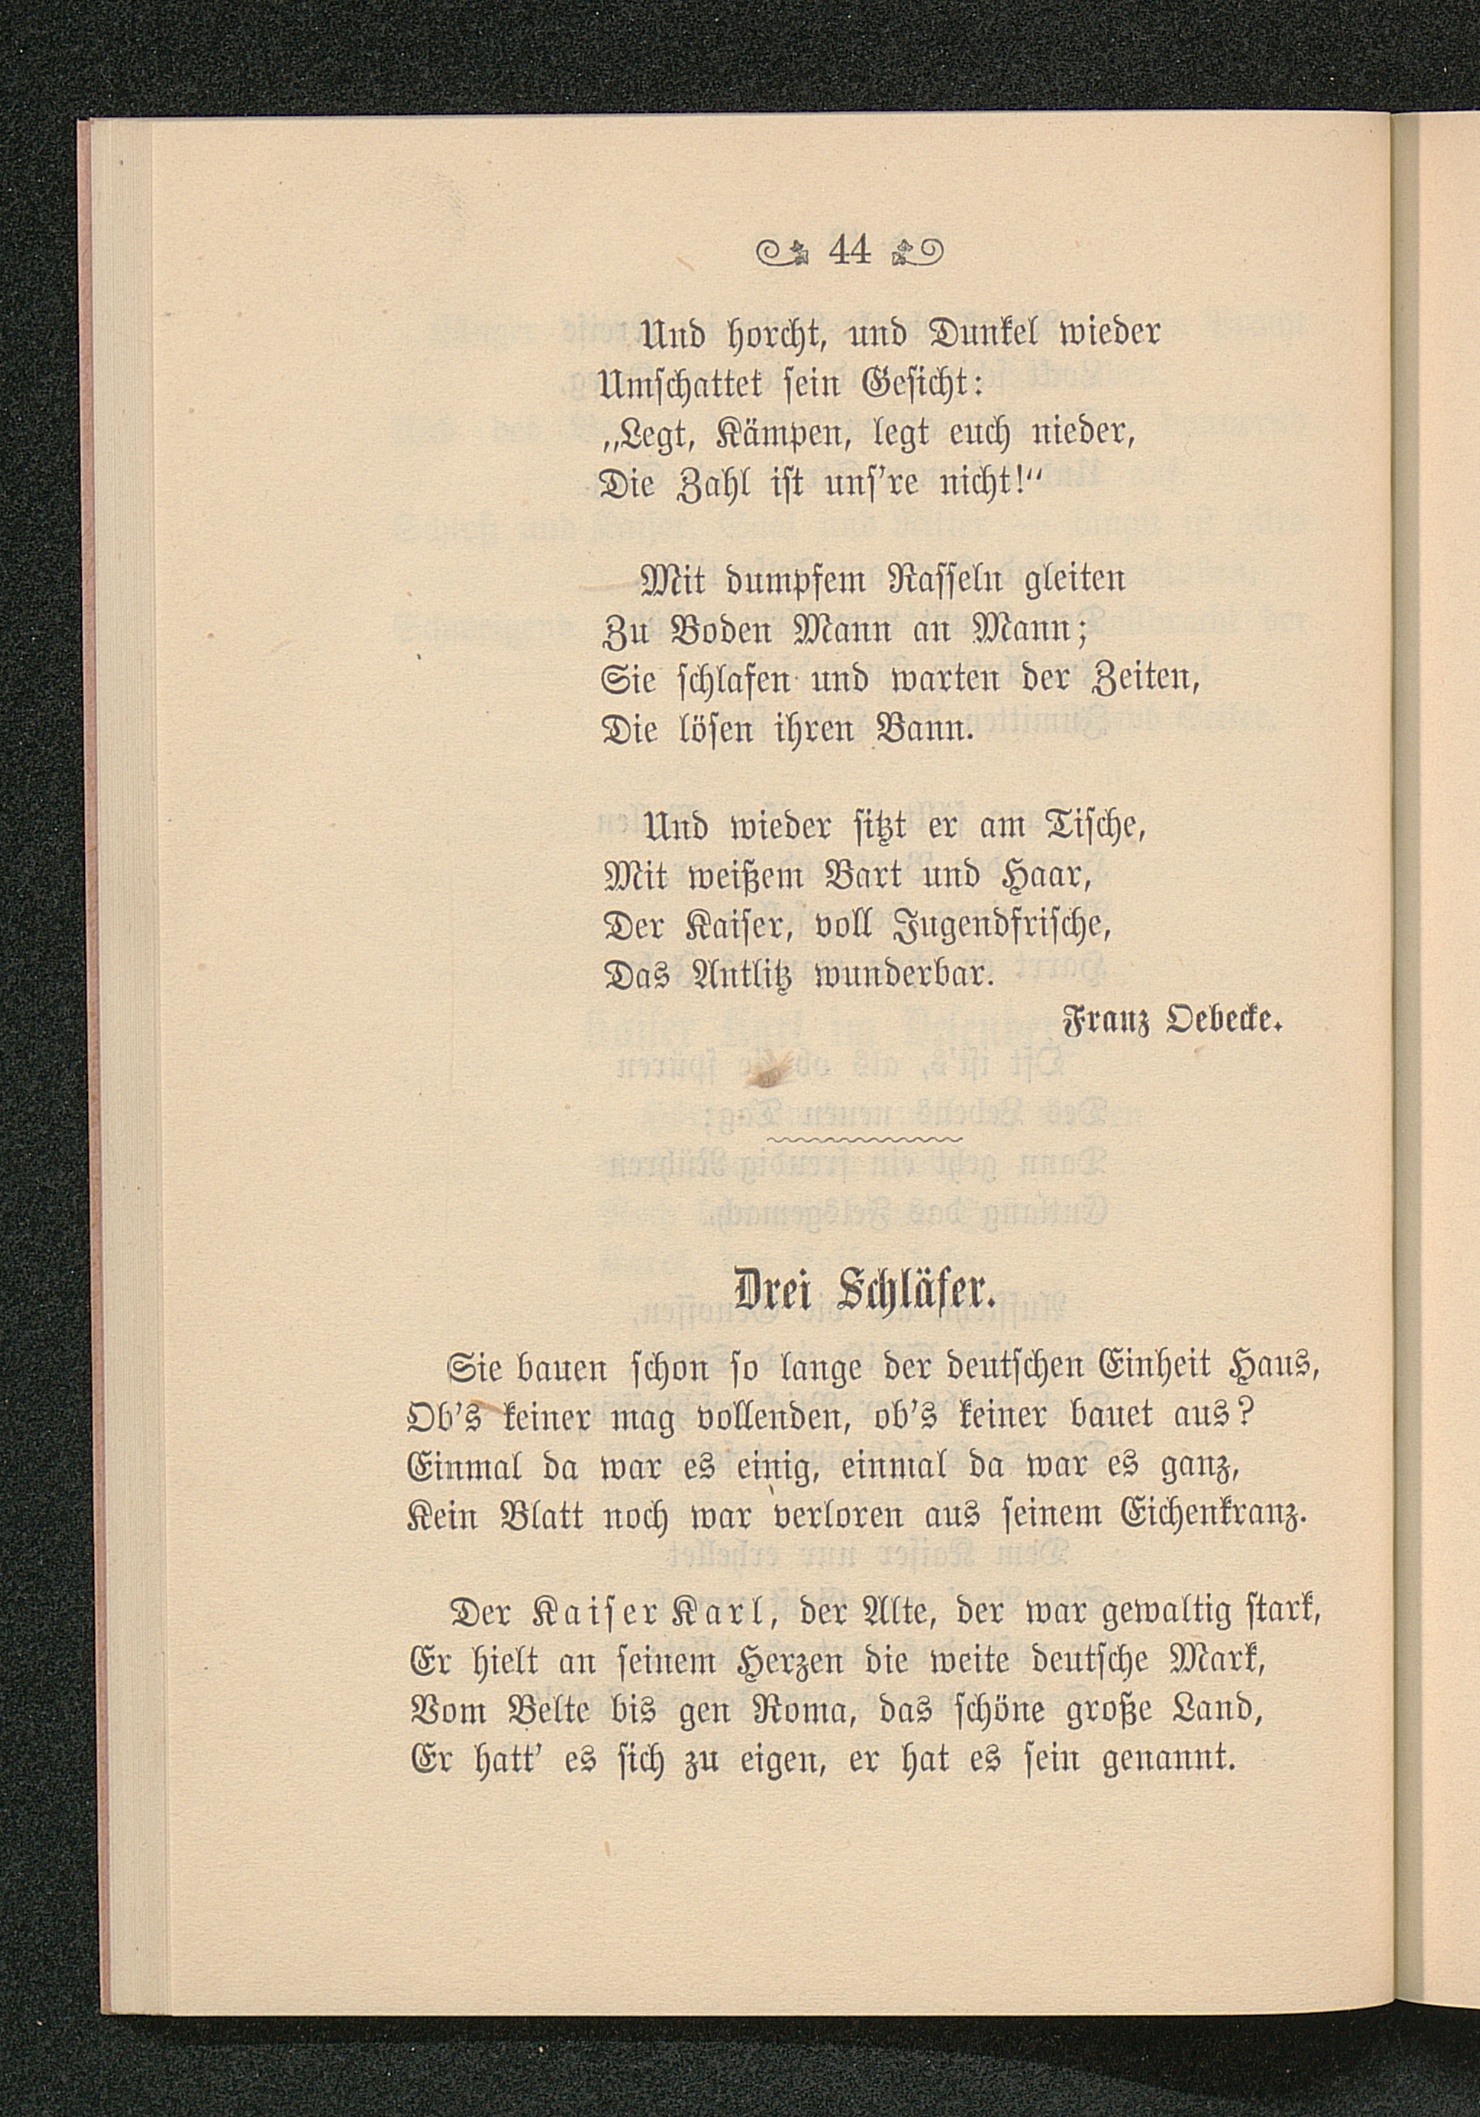 44
Und horcht, und Dunkel wieder
Umschattet sein Gesicht:
„Legt, Kämpen, legt euch nieder,
Die Zahl ist uns’re nicht!“
Mit dumpfem Rasseln gleiten
Zu Boden Mann an Mann;
Sie schlafen und warten der Zeiten,
Die lösen ihren Bann.
Und wieder sitzt er am Tische,
Mit weißem Bart und Haar,
Der Kaiser, voll Jugendfrische,
Das Antlitz wunderbar.
Franz Oebecke.
Drei Schläfer.
Sie bauen schon so lange der deutschen Einheit Haus,
Ob’s keiner mag vollenden, ob’s keiner bauet aus?
Einmal da war es einig, einmal da war es ganz,
Kein Blatt noch war verloren aus seinem Eichenkranz.
Der Kaiser Karl, der Alte, der war gewaltig stark,
Er hielt an seinem Herzen die weite deutsche Mark,
Vom Belte bis gen Roma, das schöne große Land,
Er hatt’ es sich zu eigen, er hat es sein genannt.